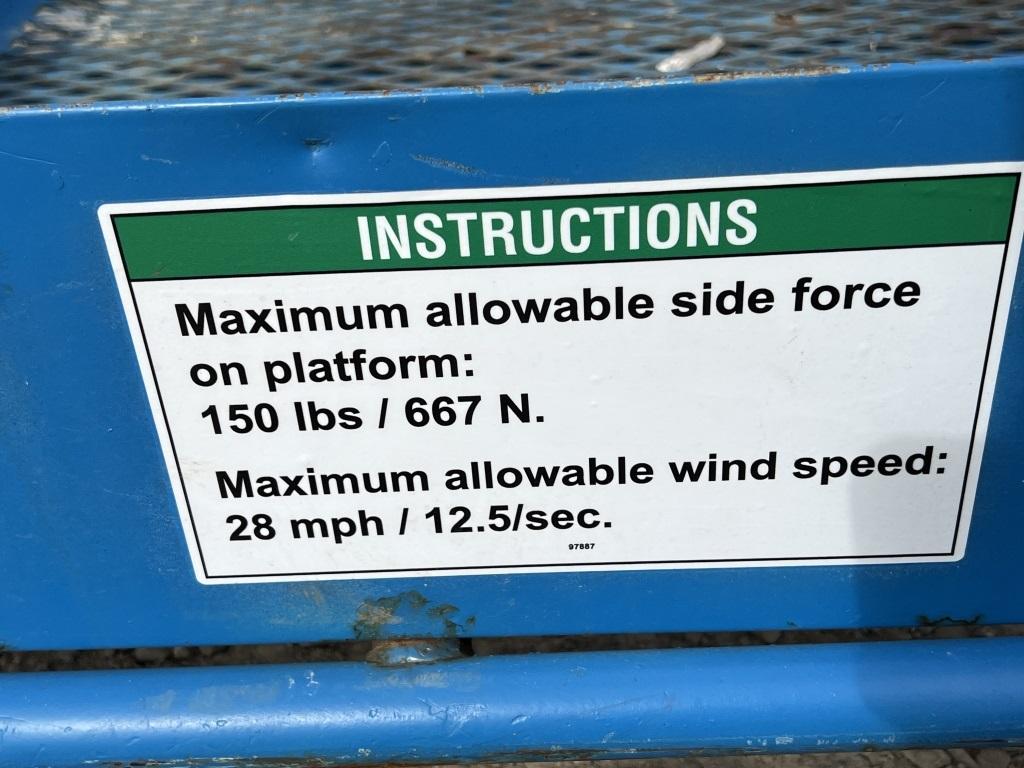 INSTRUCTIONS
Maximum allowable side force
on platform:
150 lbs / 667 N.
Maximum allowable wind speed:
28 mph / 12.5/sec.
97887